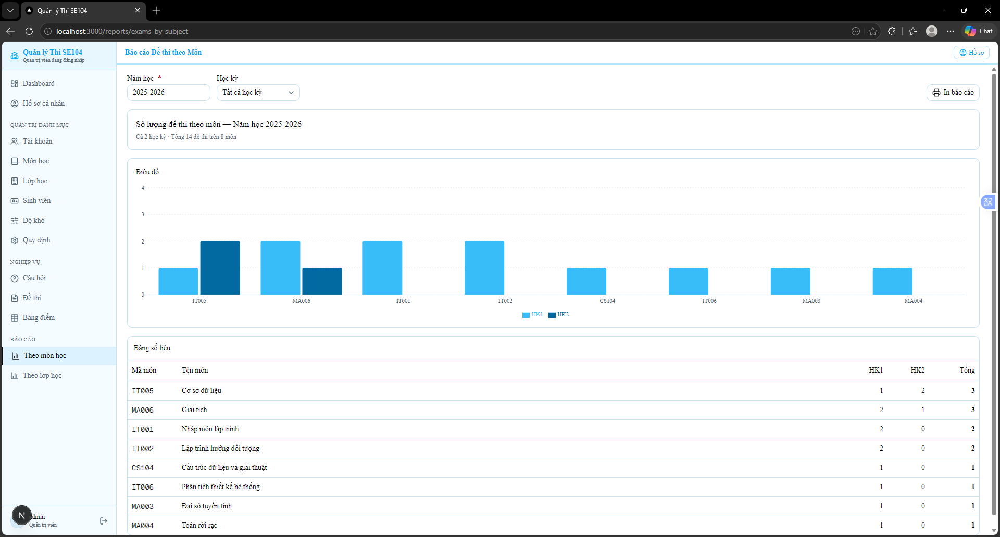 Quản lý Thi SE104
localhost:3000/reports/exams-by-subject
Chat
Quản lý Thi SE104
Quản trị viên đang đăng nhập
Báo cáo Đề thi theo Môn
Hồ sơ
Dashboard
Hồ sơ cá nhân
QUẢN TRỊ DANH MỤC
Tài khoản
Môn học
Lớp học
Sinh viên
Độ khó
Quy định
NGHIỆP VỤ
Câu hỏi
Đề thi
Bảng điểm
BÁO CÁO
Theo môn học
Theo lớp học
N
dmin
Quản trị viên
Năm học *
Học kỳ
2025-2026
Tất cả học kỳ
In báo cáo
Số lượng đề thi theo môn — Năm học 2025-2026
Cả 2 học kỳ · Tổng 14 đề thi trên 8 môn
Biểu đồ
4
3
2
1
0
IT005 MA006 IT001 IT002 CS104 IT006 MA003 MA004
HK1 HK2
Bảng số liệu
Mã môn Tên môn HK1 HK2 Tổng
IT005 Cơ sở dữ liệu 1 2 3
MA006 Giải tích 2 1 3
IT001 Nhập môn lập trình 2 0 2
IT002 Lập trình hướng đối tượng 2 0 2
CS104 Cấu trúc dữ liệu và giải thuật 1 0 1
IT006 Phân tích thiết kế hệ thống 1 0 1
MA003 Đại số tuyến tính 1 0 1
MA004 Toán rời rạc 1 0 1